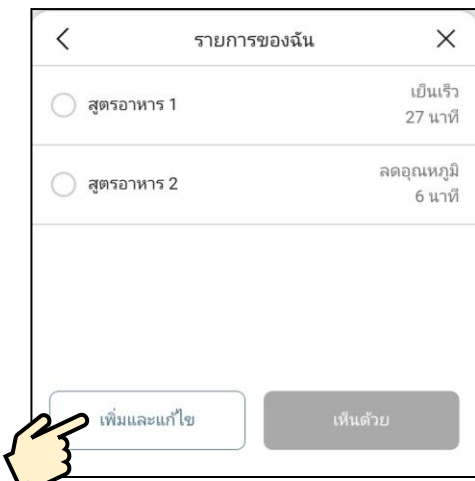 รายการของฉัน
สูตรอาหาร 1
เย็นเร็ว
27 นาที
สูตรอาหาร 2
ลดอุณหภูมิ
6 นาที
เพิ่มและแก้ไข
เห็นด้วย